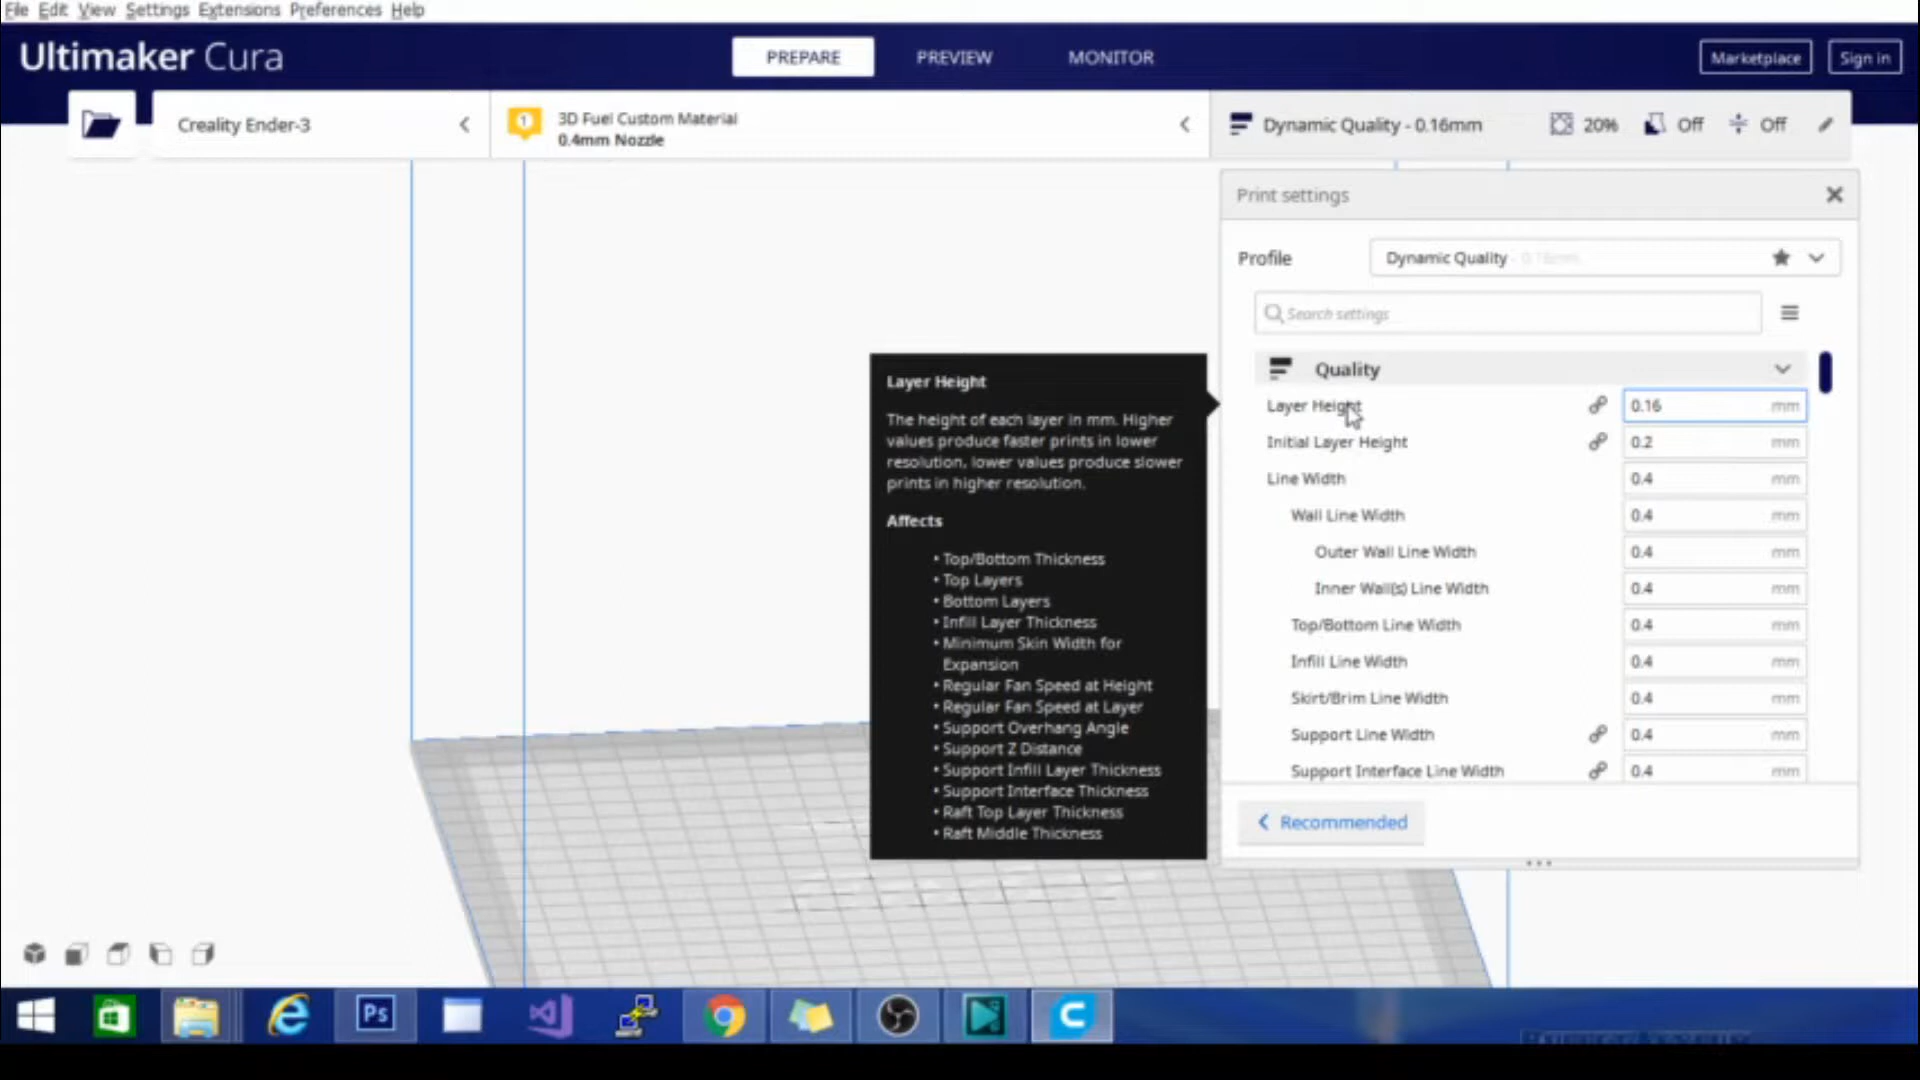 File Edit View Settings Extensions Preferences Help
Ultimaker Cura
PREPARE
PREVIEW
MONITOR
Marketplace
Sign in
Creality Ender-3
1
3D Fuel Custom Material
0.4mm Nozzle
Dynamic Quality - 0.16mm
20%
Off
Off
Print settings
Profile
Dynamic Quality - 0.16mm
Search settings
Quality
Layer Height
0.16 mm
Initial Layer Height
0.2 mm
Line Width
0.4 mm
Wall Line Width
0.4 mm
Outer Wall Line Width
0.4 mm
Inner Wall(s) Line Width
0.4 mm
Top/Bottom Line Width
0.4 mm
Infill Line Width
0.4 mm
Skirt/Brim Line Width
0.4 mm
Support Line Width
0.4 mm
Support Interface Line Width
0.4 mm
Recommended
Layer Height
The height of each layer in mm. Higher
values produce faster prints in lower
resolution, lower values produce slower
prints in higher resolution.
Affects
• Top/Bottom Thickness
• Top Layers
• Bottom Layers
• Infill Layer Thickness
• Minimum Skin Width for
Expansion
• Regular Fan Speed at Height
• Regular Fan Speed at Layer
• Support Overhang Angle
• Support Z Distance
• Support Infill Layer Thickness
• Support Interface Thickness
• Raft Top Layer Thickness
• Raft Middle Thickness
Ps